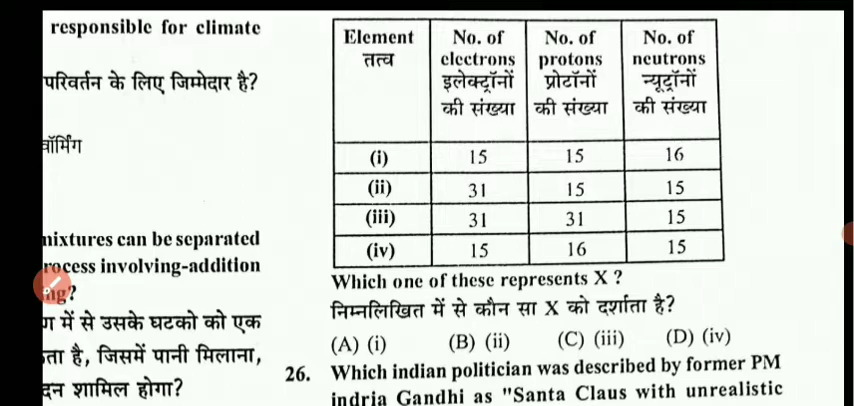 responsible for climate
परिवर्तन के लिए जिम्मेदार है?
वॉर्मिंग
mixtures can be separated
rocess involving-addition
ng?
ग में से उसके घटको को एक
ता है, जिसमें पानी मिलाना,
दन शामिल होगा?
Element No. of No. of No. of
तत्व electrons protons neutrons
इलेक्ट्रॉनों प्रोटॉनों न्यूट्रॉनों
की संख्या की संख्या की संख्या
(i) 15 15 16
(ii) 31 15 15
(iii) 31 31 15
(iv) 15 16 15
Which one of these represents X ?
निम्नलिखित में से कौन सा X को दर्शाता है?
(A) (i) (B) (ii) (C) (iii) (D) (iv)
26. Which indian politician was described by former PM
indria Gandhi as "Santa Claus with unrealistic